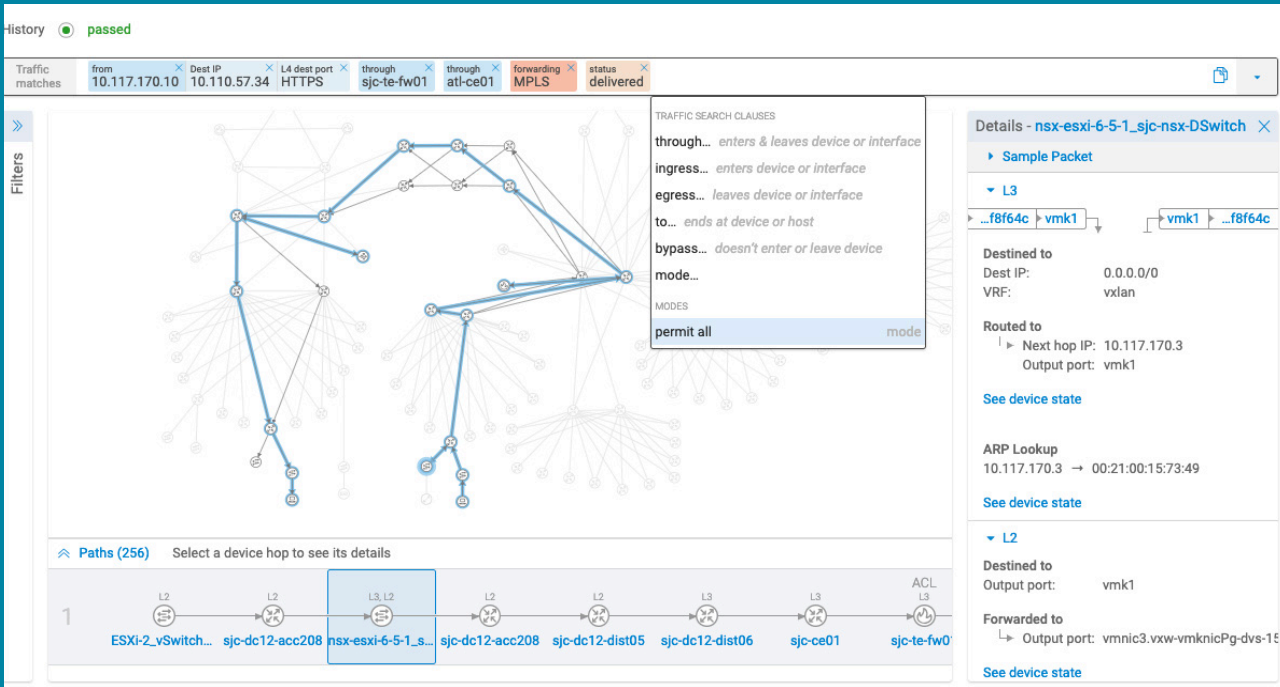 History passed
Traffic matches
from 10.117.170.10
Dest IP 10.110.57.34
L4 dest port HTTPS
through sjc-te-fw01
through atl-ce01
forwarding MPLS
status delivered
Filters
TRAFFIC SEARCH CLAUSES
through... enters & leaves device or interface
ingress... enters device or interface
egress... leaves device or interface
to... ends at device or host
bypass... doesn't enter or leave device
mode...
MODES
permit all mode
Details - nsx-esxi-6-5-1_sjc-nsx-DSwitch
Sample Packet
L3
...f8f64c vmk1 vmk1 ...f8f64c
Destined to
Dest IP: 0.0.0.0/0
VRF: vxlan
Routed to
Next hop IP: 10.117.170.3
Output port: vmk1
See device state
ARP Lookup
10.117.170.3 → 00:21:00:15:73:49
See device state
L2
Destined to
Output port: vmk1
Forwarded to
Output port: vmnic3.vxw-vmknicPg-dvs-15
See device state
Paths (256) Select a device hop to see its details
1
L2 ESXi-2_vSwitch...
L2 sjc-dc12-acc208
L3, L2 nsx-esxi-6-5-1_s...
L2 sjc-dc12-acc208
L2 sjc-dc12-dist05
L3 sjc-dc12-dist06
L3 sjc-ce01
ACL
L3 sjc-te-fw01